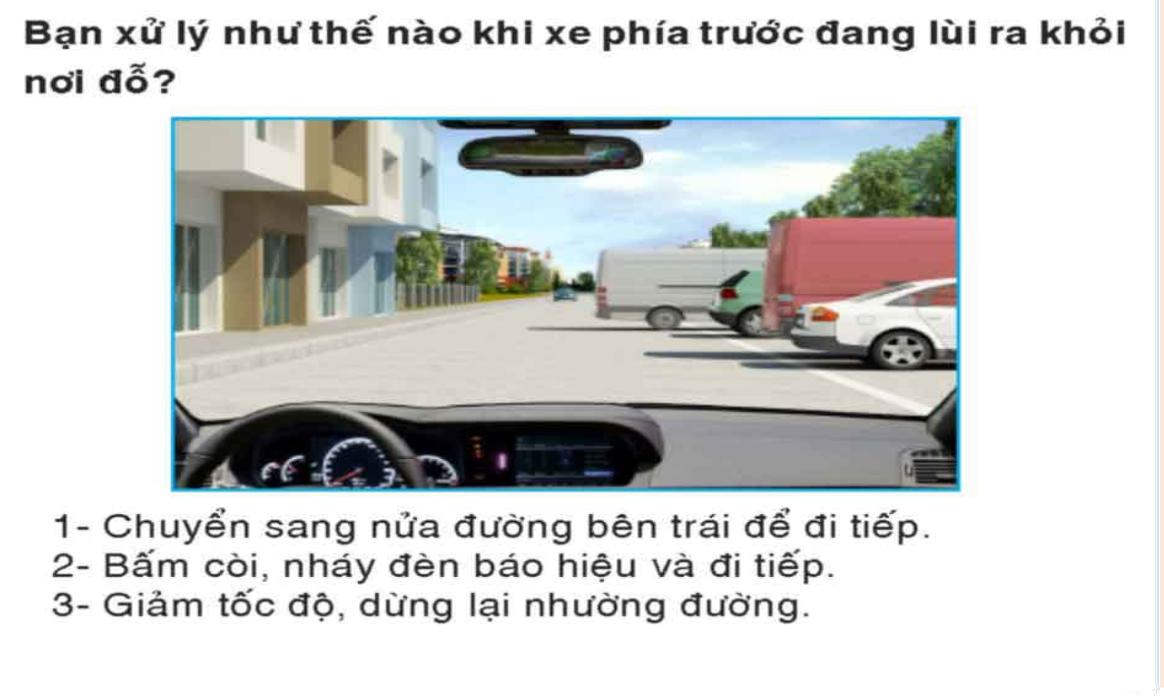 Bạn xử lý như thế nào khi xe phía trước đang lùi ra khỏi
nơi đỗ?
1- Chuyển sang nửa đường bên trái để đi tiếp.
2- Bấm còi, nháy đèn báo hiệu và đi tiếp.
3- Giảm tốc độ, dừng lại nhường đường.